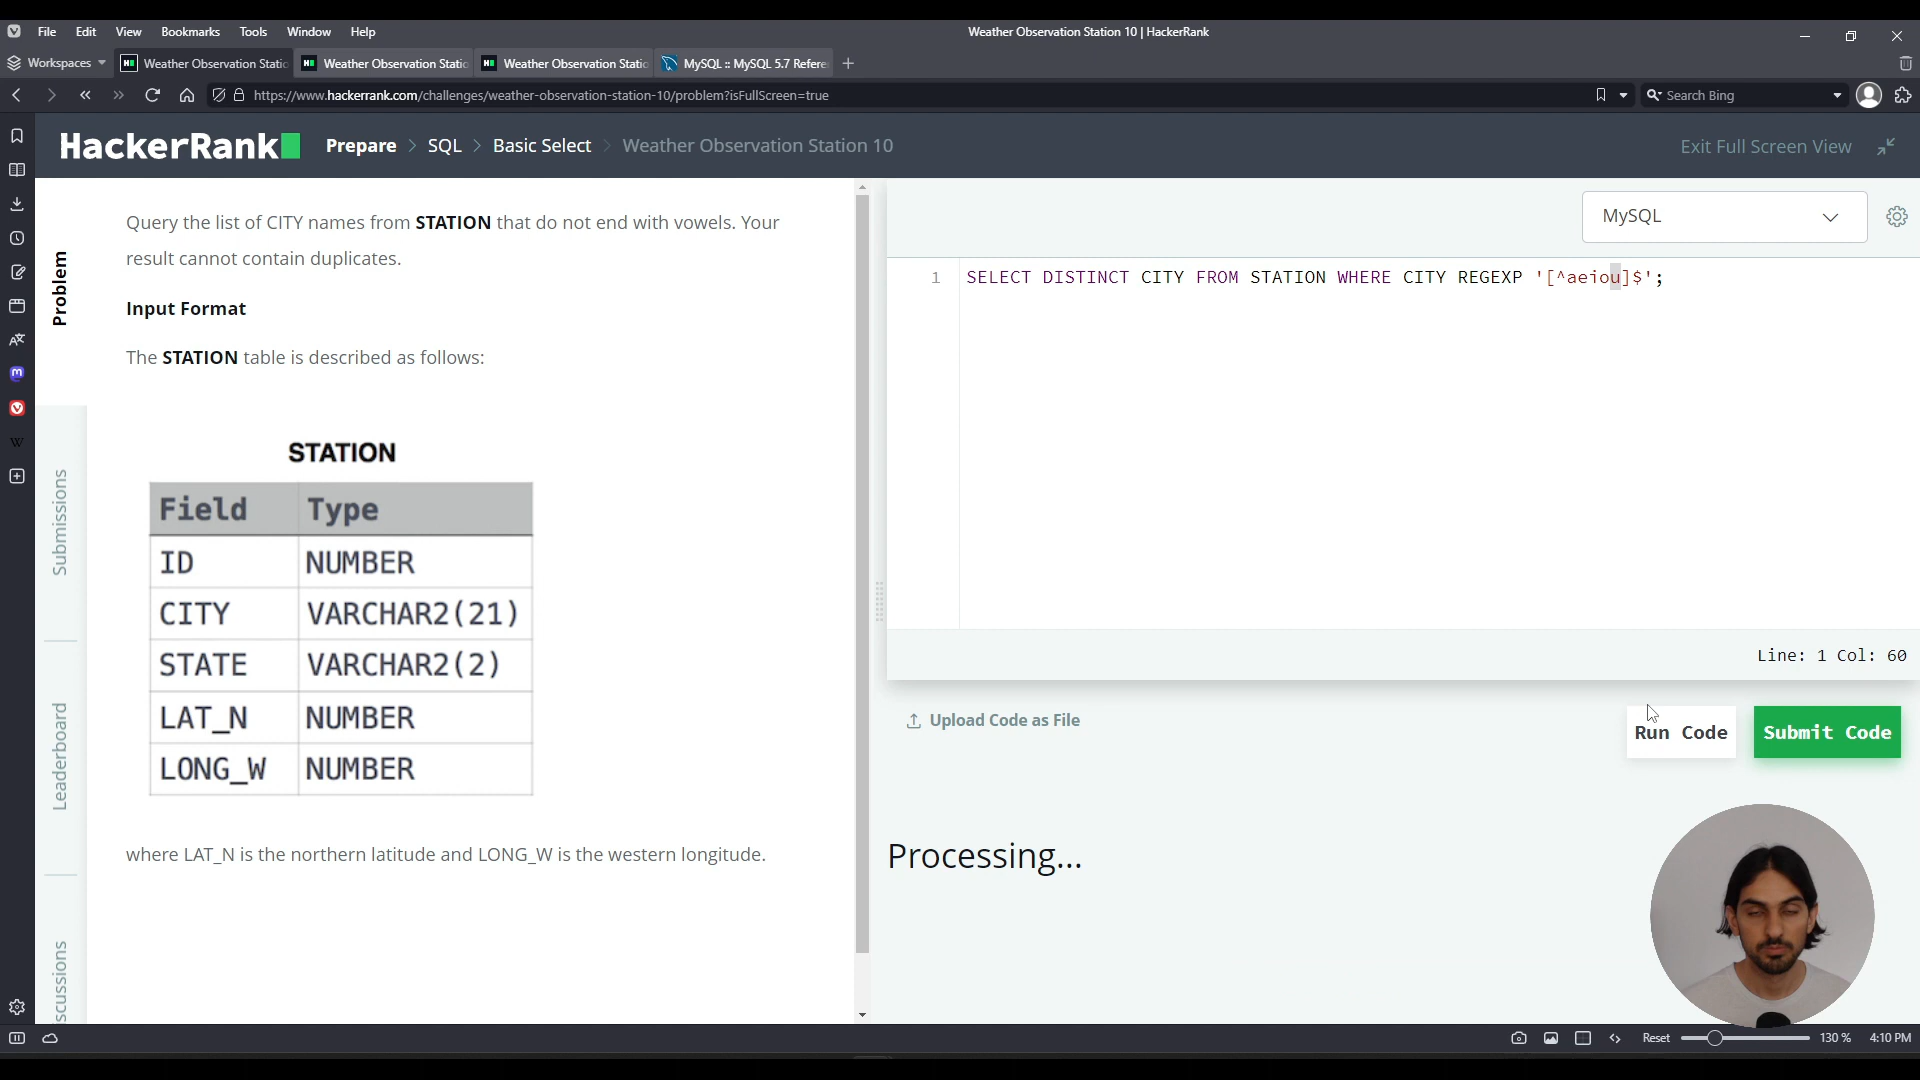 File Edit View Bookmarks Tools Window Help
Weather Observation Station 10 | HackerRank
Workspaces
Weather Observation Static
Weather Observation Static
Weather Observation Static
MySQL :: MySQL 5.7 Refere
https://www.hackerrank.com/challenges/weather-observation-station-10/problem?isFullScreen=true
Search Bing
HackerRank
Prepare > SQL > Basic Select > Weather Observation Station 10
Exit Full Screen View
Problem
Submissions
Leaderboard
scussions
Query the list of CITY names from STATION that do not end with vowels. Your
result cannot contain duplicates.
Input Format
The STATION table is described as follows:
STATION
Field Type
ID NUMBER
CITY VARCHAR2(21)
STATE VARCHAR2(2)
LAT_N NUMBER
LONG_W NUMBER
where LAT_N is the northern latitude and LONG_W is the western longitude.
MySQL
1 SELECT DISTINCT CITY FROM STATION WHERE CITY REGEXP '[^aeiou]$';
Line: 1 Col: 60
Upload Code as File
Run Code
Submit Code
Processing...
Reset
130 %
4:10 PM